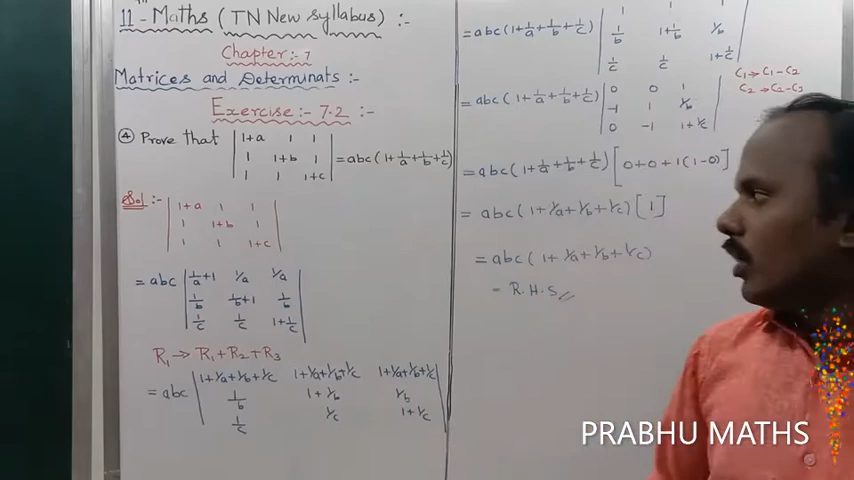 11 - Maths (TN New syllabus) :-
Chapter :- 7
Matrices and Determinats :-
Exercise :- 7.2 :-
④ Prove that | 1+a 1 1 | = abc (1 + 1/a + 1/b + 1/c)
1 1+b 1
1 1 1+c
Sol :- | 1+a 1 1 |
1 1+b 1
1 1 1+c
= abc | 1/a+1 1/a 1/a |
1/b 1/b+1 1/b
1/c 1/c 1+1/c
R₁ → R₁+R₂+R₃
= abc | 1+1/a+1/b+1/c 1+1/a+1/b+1/c 1+1/a+1/b+1/c |
1/b 1+1/b 1/b
1/c 1/c 1+1/c
= abc (1+1/a+1/b+1/c) | 1 1 1 |
1/b 1+1/b 1/b
1/c 1/c 1+1/c
C₁→C₁-C₂
C₂→C₂-C₃
= abc (1+1/a+1/b+1/c) | 0 0 1 |
-1 1 1/b
0 -1 1+1/c
= abc (1+1/a+1/b+1/c) [0+0+1(1-0)]
= abc (1+1/a+1/b+1/c) [1]
= abc (1+1/a+1/b+1/c)
= R.H.S //
PRABHU MATHS